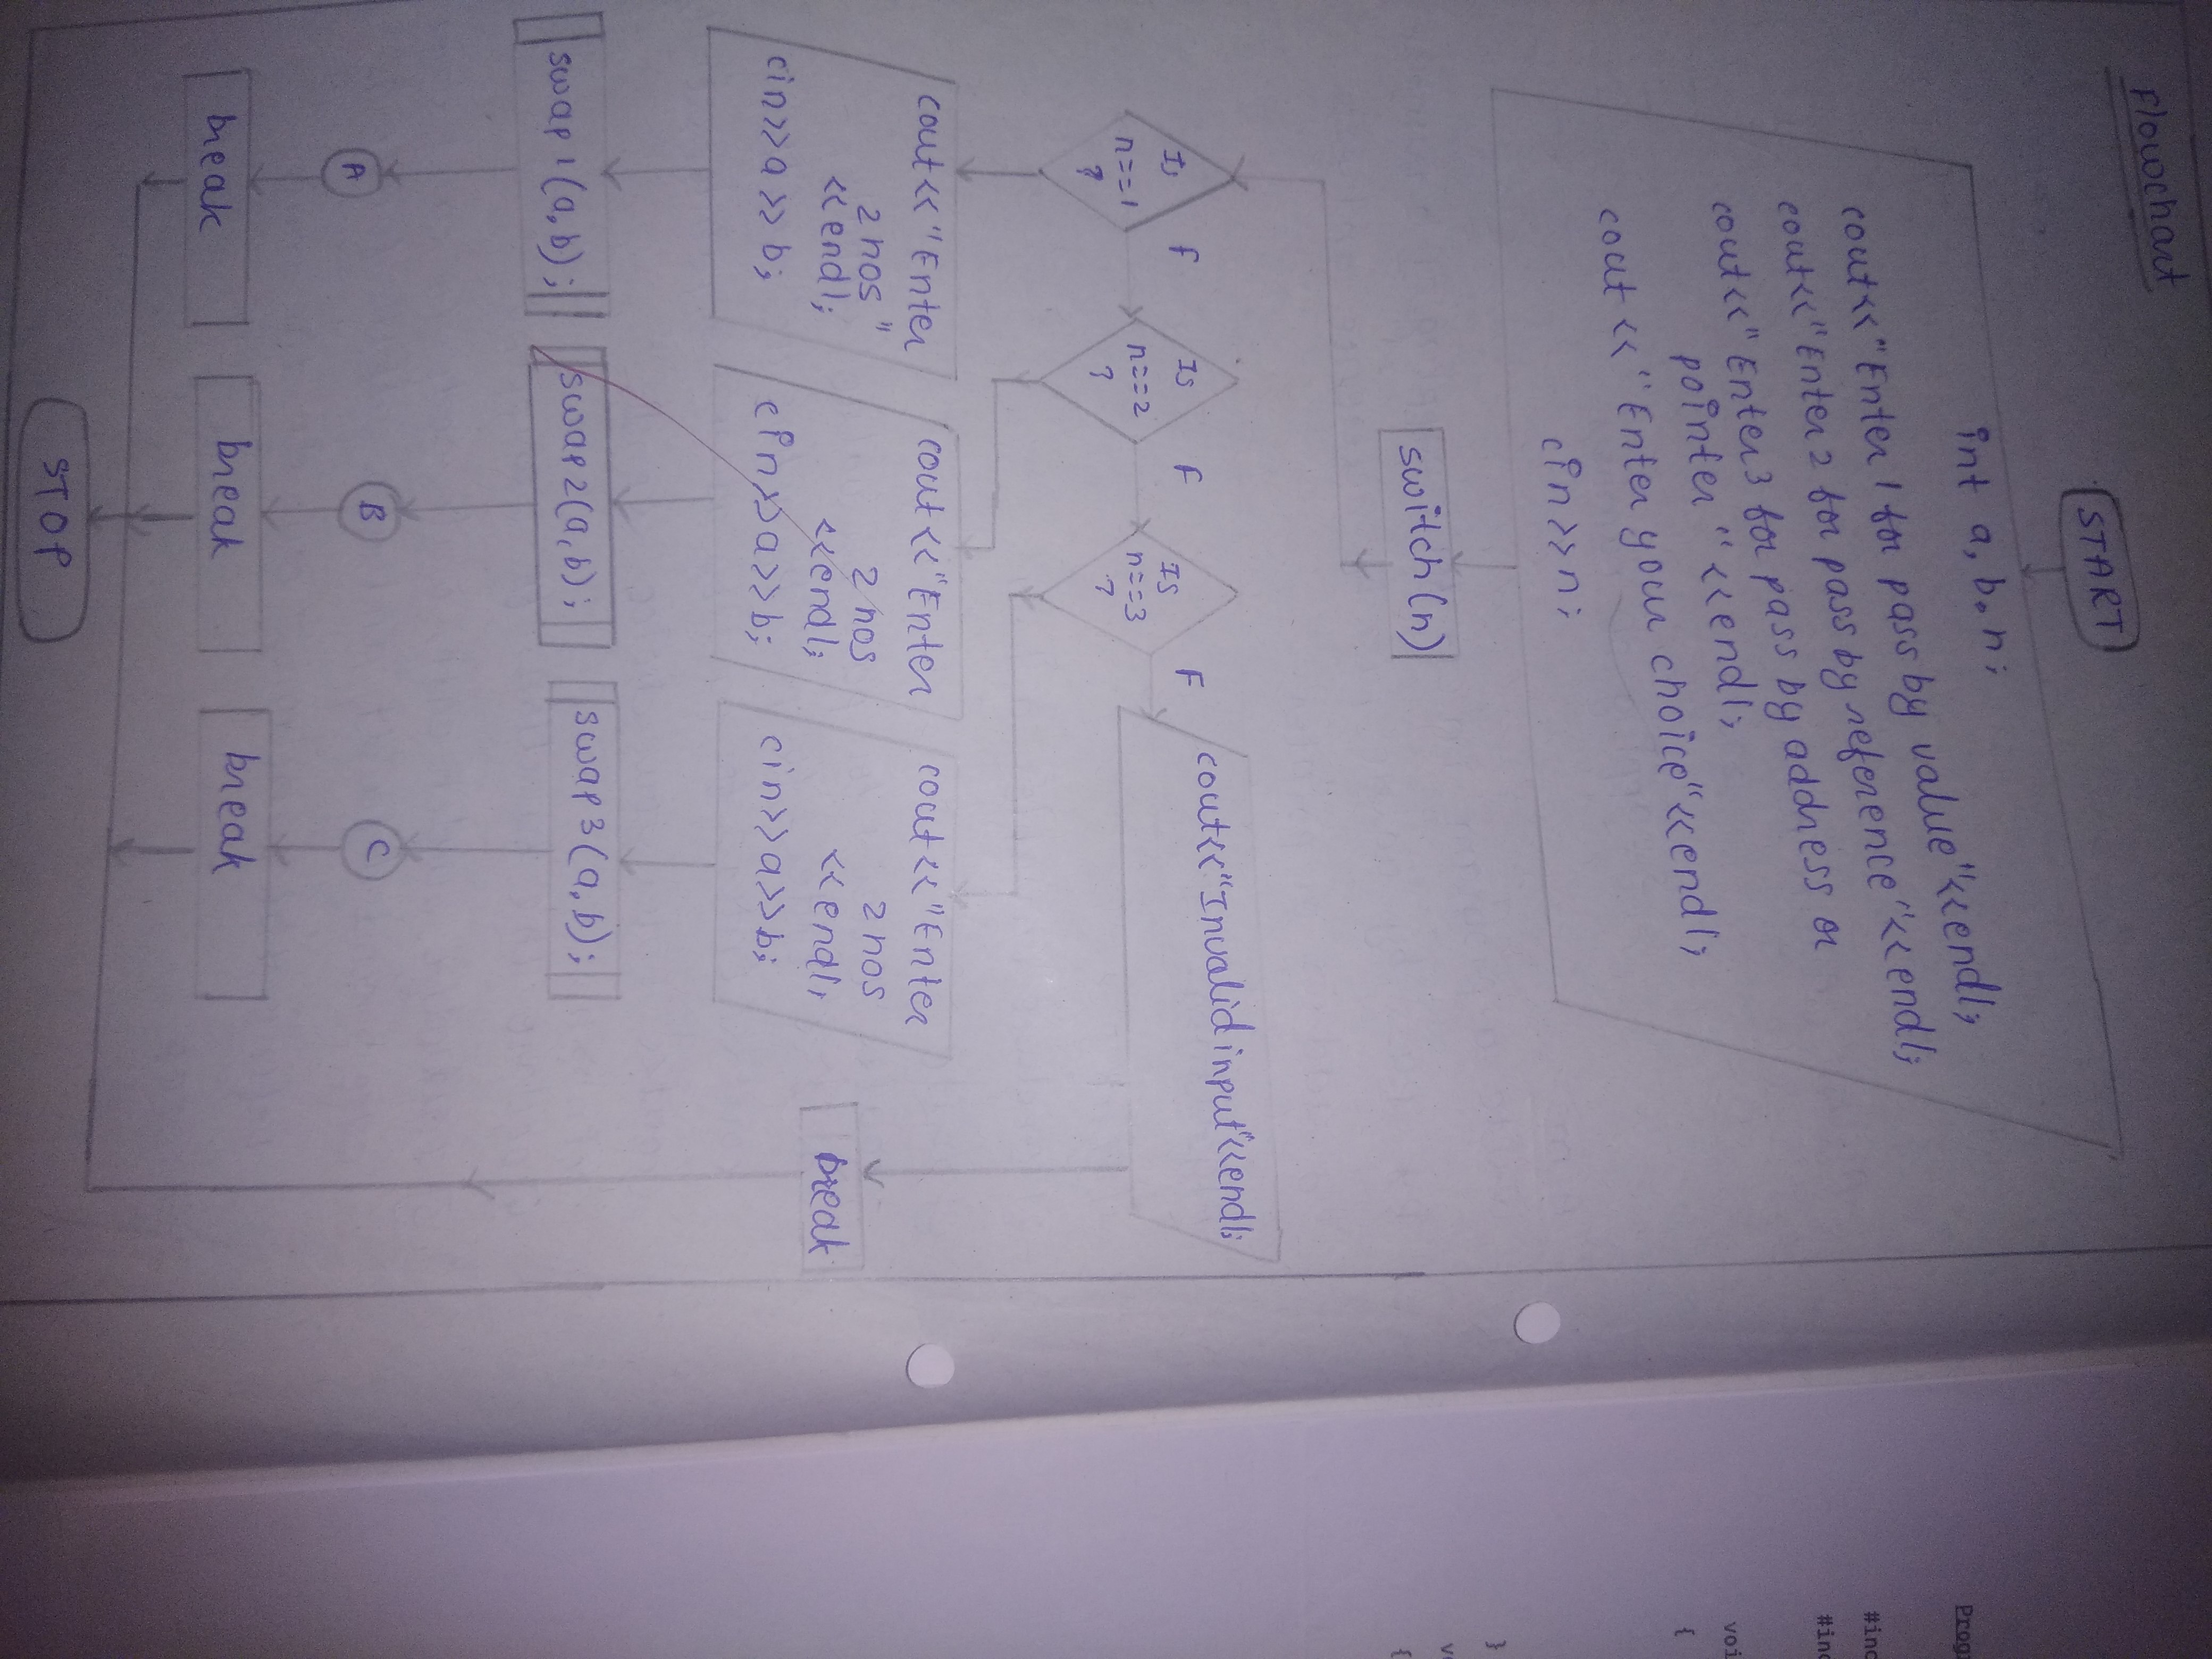 Flowchart
START
int a, b, n;
cout<<"Enter 1 for pass by value"<<endl;
cout<<"Enter 2 for pass by reference"<<endl;
cout<<"Enter 3 for pass by address or
pointer"<<endl;
cout<<"Enter your choice"<<endl;
cin>>n;
switch(n)
Is
n==1
?
F
Is
n==2
?
F
IS
n==3
?
F
cout<<"Invalid input"<<endl;
break
cout<<"Enter
2 nos"
<<endl;
cin>>a>>b;
swap1(a,b);
A
break
cout<<"Enter
2 nos
<<endl;
cin>>a>>b;
swap2(a,b);
B
break
cout<<"Enter
2 nos
<<endl;
cin>>a>>b;
swap3(a,b);
C
break
STOP
Prog
#inc
#inc
voi
{
}
v
{